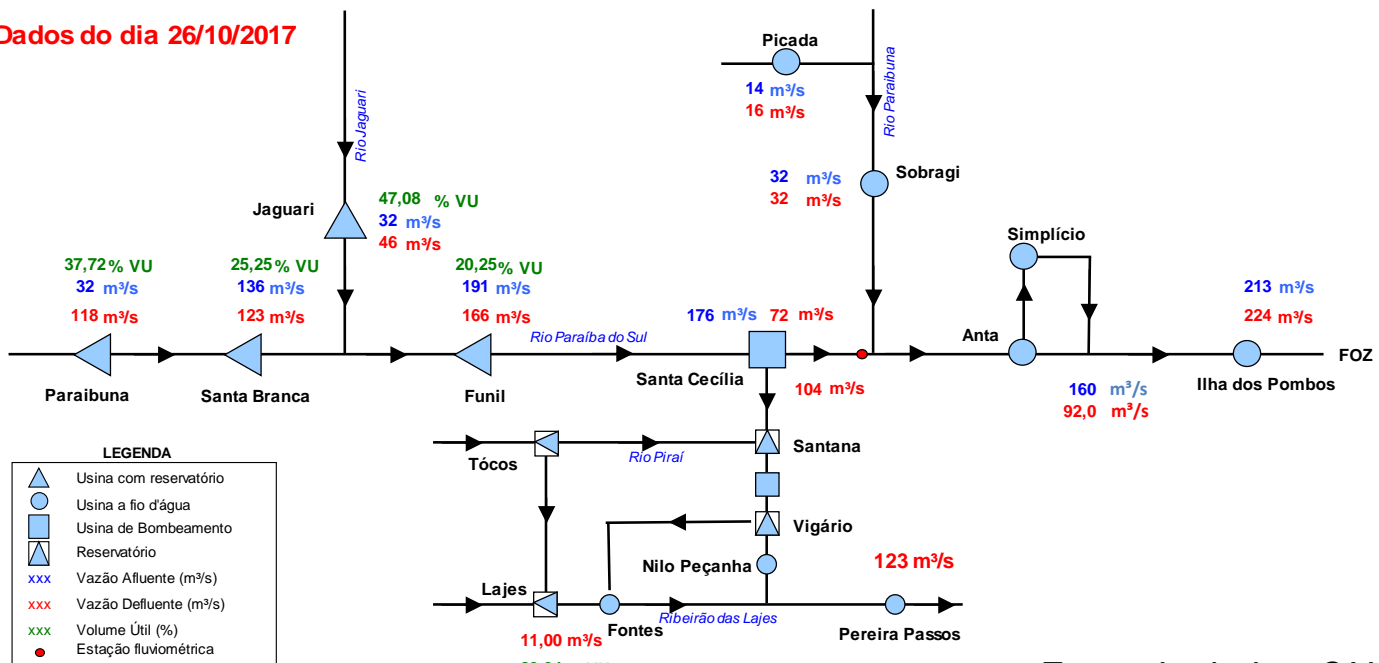 Dados do dia 26/10/2017
Picada
14 m³/s
16 m³/s
Rio Paraibuna
Rio Jaguari
32 m³/s
32 m³/s
Sobragi
Jaguari
47,08 % VU
32 m³/s
46 m³/s
Simplício
37,72 % VU
32 m³/s
118 m³/s
25,25 % VU
136 m³/s
123 m³/s
20,25 % VU
191 m³/s
166 m³/s
176 m³/s 72 m³/s
213 m³/s
224 m³/s
Rio Paraíba do Sul
Anta
FOZ
Paraibuna
Santa Branca
Funil
Santa Cecília
104 m³/s
160 m³/s
92,0 m³/s
Ilha dos Pombos
Tócos
Rio Piraí
Santana
Vigário
Nilo Peçanha
123 m³/s
Lajes
Fontes
Ribeirão das Lajes
Pereira Passos
11,00 m³/s
LEGENDA
Usina com reservatório
Usina a fio d'água
Usina de Bombeamento
Reservatório
xxx Vazão Afluente (m³/s)
xxx Vazão Defluente (m³/s)
xxx Volume Útil (%)
Estação fluviométrica